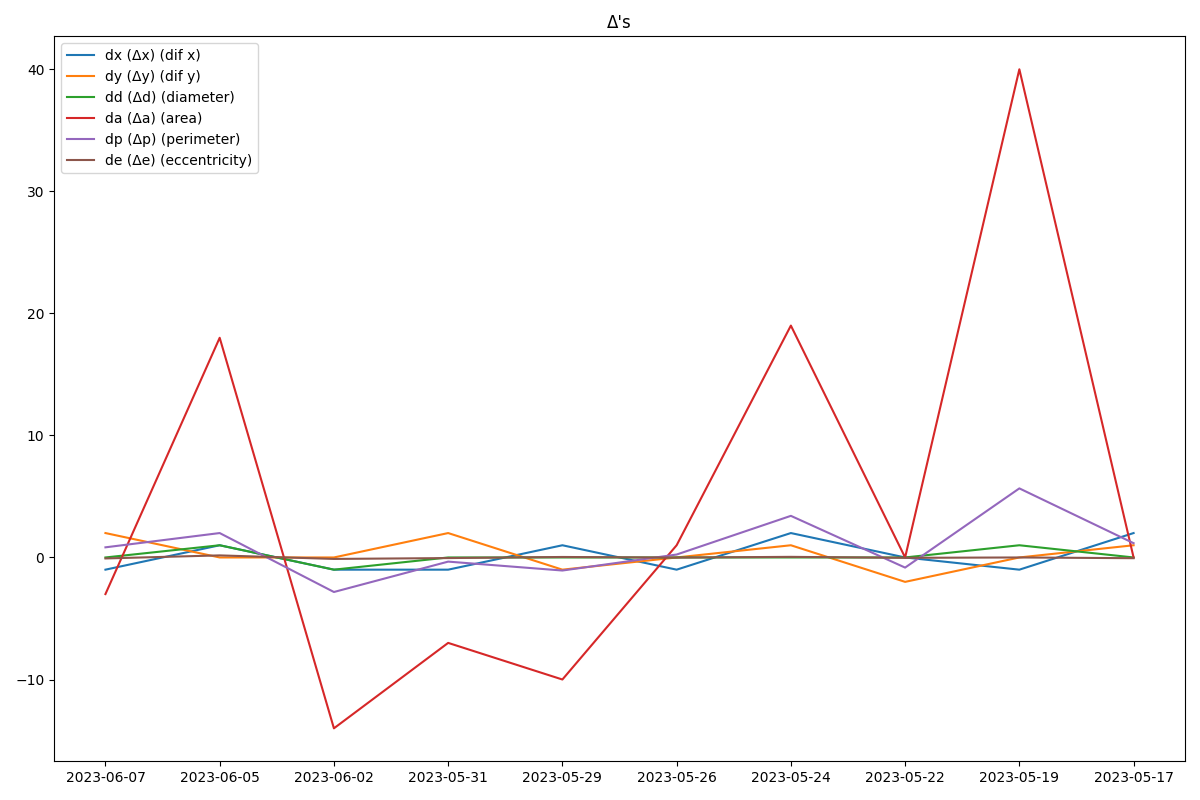 Δ's
dx (Δx) (dif x)
dy (Δy) (dif y)
dd (Δd) (diameter)
da (Δa) (area)
dp (Δp) (perimeter)
de (Δe) (eccentricity)
40
30
20
10
0
−10
2023-06-07 2023-06-05 2023-06-02 2023-05-31 2023-05-29 2023-05-26 2023-05-24 2023-05-22 2023-05-19 2023-05-17